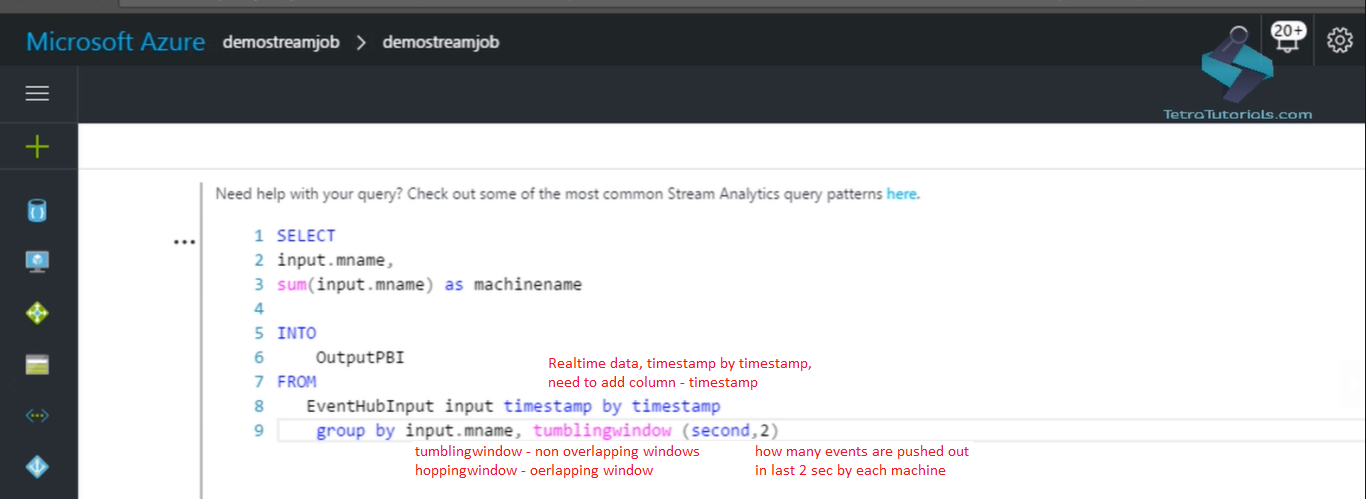 Microsoft Azure demostreamjob > demostreamjob
20+
TetraTutorials.com
Need help with your query? Check out some of the most common Stream Analytics query patterns here.
1 SELECT
2 input.mname,
3 sum(input.mname) as machinename
4
5 INTO
6 OutputPBI
Realtime data, timestamp by timestamp,
need to add column - timestamp
7 FROM
8 EventHubInput input timestamp by timestamp
9 group by input.mname, tumblingwindow (second,2)
tumblingwindow - non overlapping windows
hoppingwindow - oerlapping window
how many events are pushed out
in last 2 sec by each machine